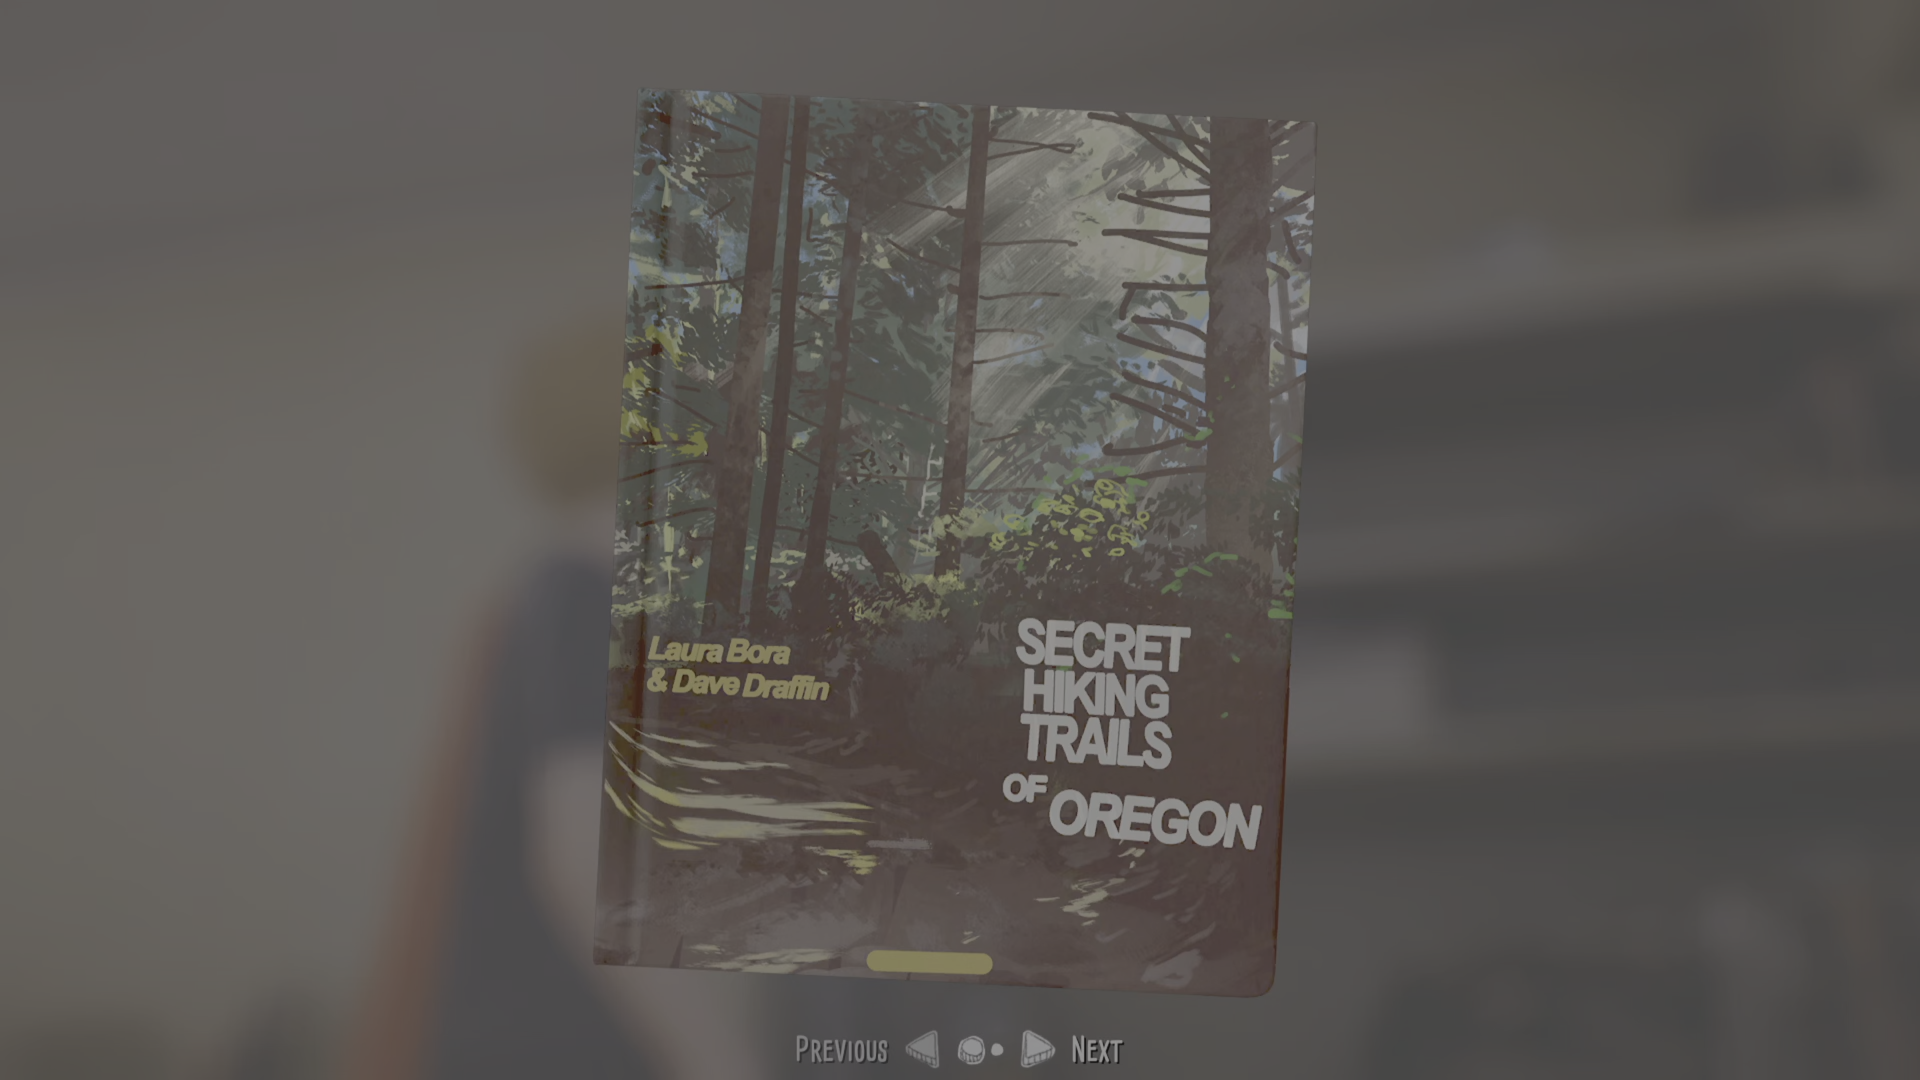 Laura Bora
& Dave Draffin
SECRET
HIKING
TRAILS
OF OREGON
PREVIOUS
NEXT